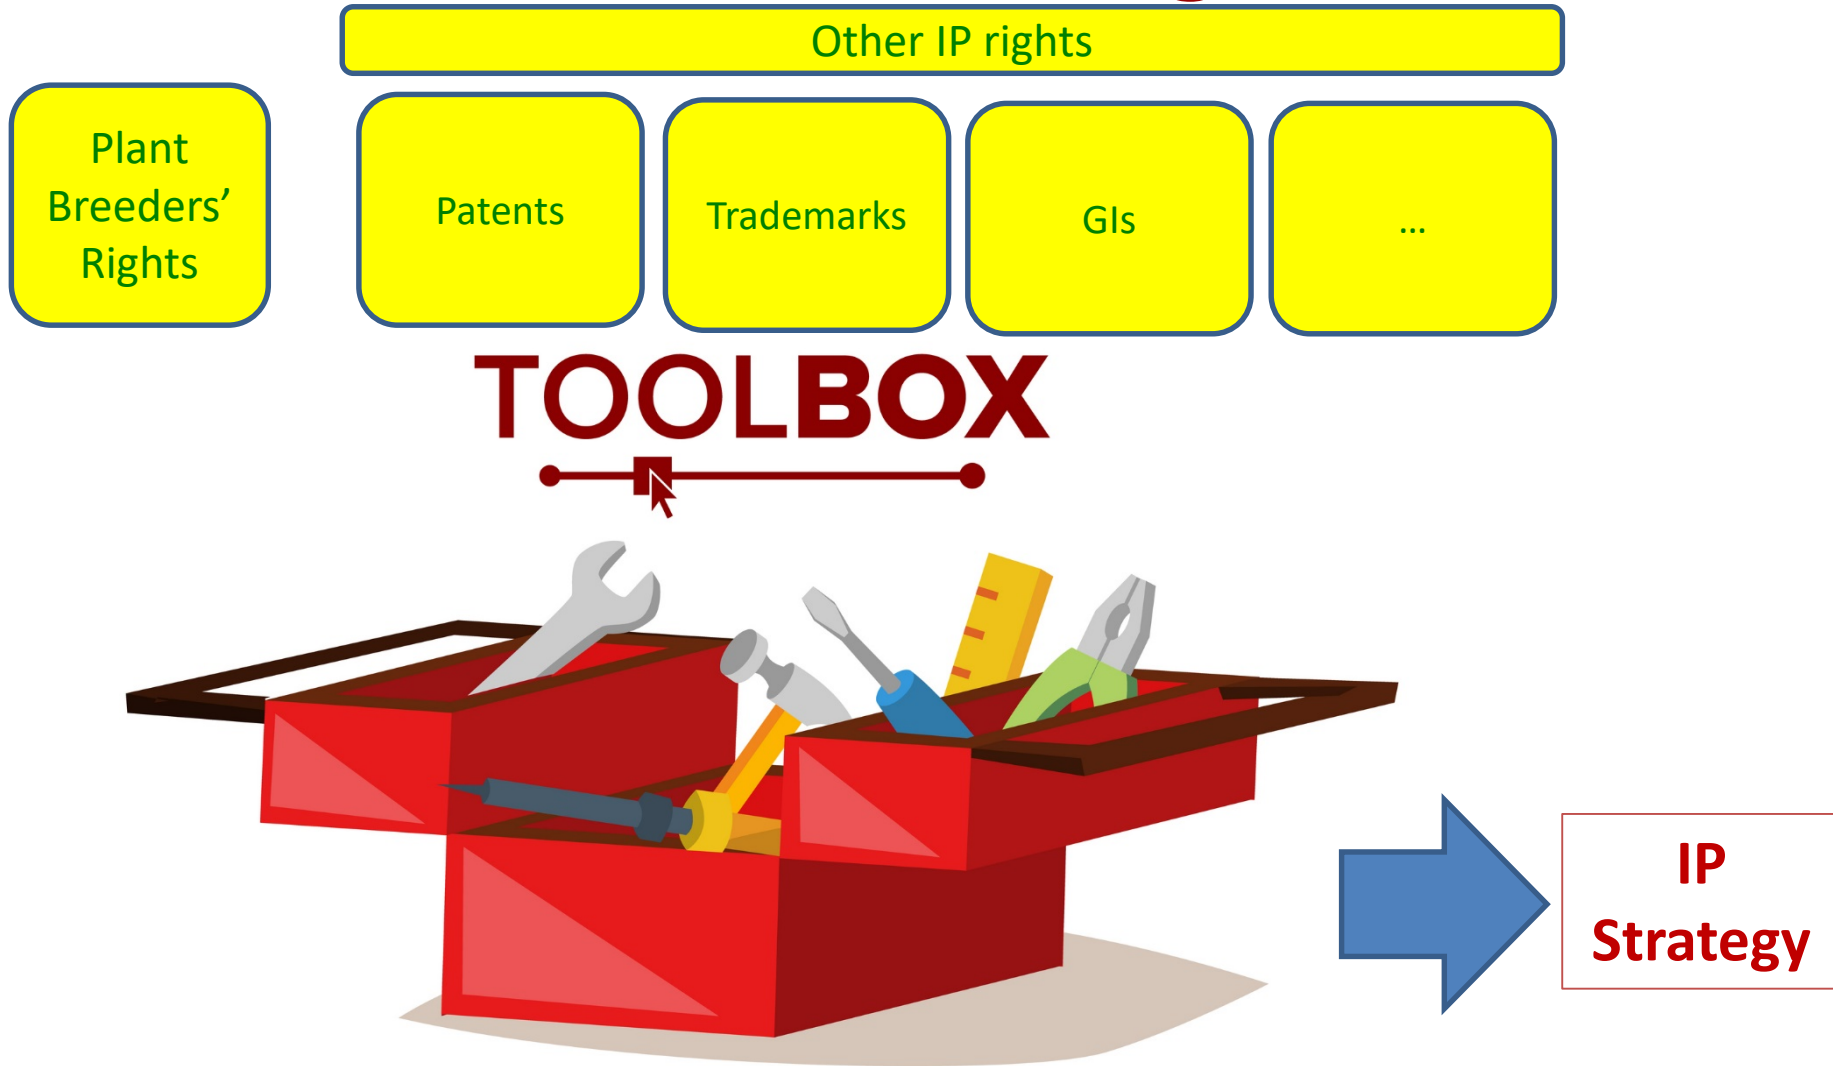 Other IP rights
Plant
Breeders’
Rights
Patents
Trademarks
GIs
...
TOOLBOX
IP
Strategy